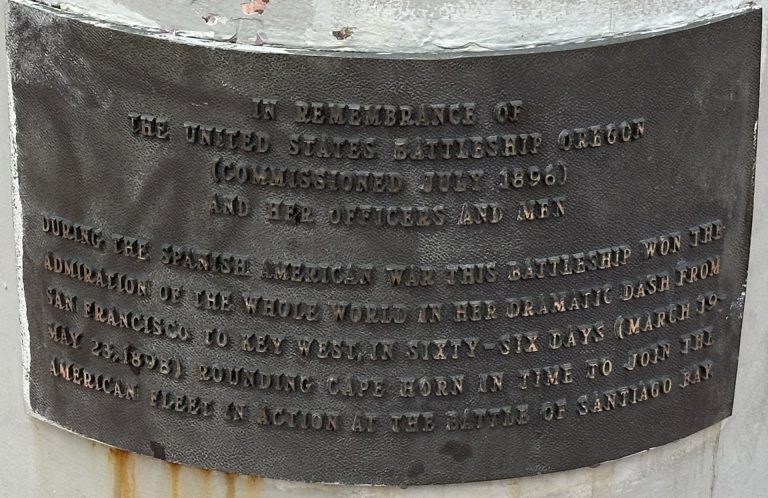 IN REMEMBRANCE OF
THE UNITED STATES BATTLESHIP OREGON
(COMMISSIONED JULY 1896)
AND HER OFFICERS AND MEN
DURING THE SPANISH AMERICAN WAR THIS BATTLESHIP WON THE
ADMIRATION OF THE WHOLE WORLD IN HER DRAMATIC DASH FROM
SAN FRANCISCO TO KEY WEST, IN SIXTY-SIX DAYS (MARCH 19-
MAY 23, 1898) ROUNDING CAPE HORN IN TIME TO JOIN THE
AMERICAN FLEET IN ACTION AT THE BATTLE OF SANTIAGO BAY